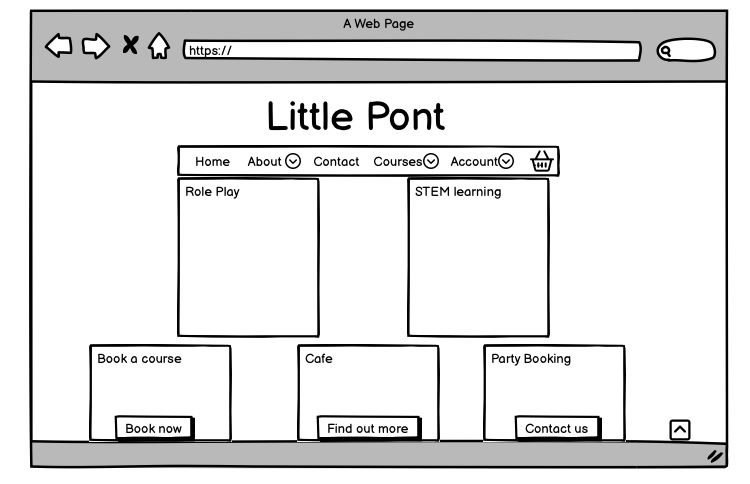 A Web Page
https://
Little Pont
Home About Contact Courses Account
Role Play STEM learning
Book a course Cafe Party Booking
Book now Find out more Contact us